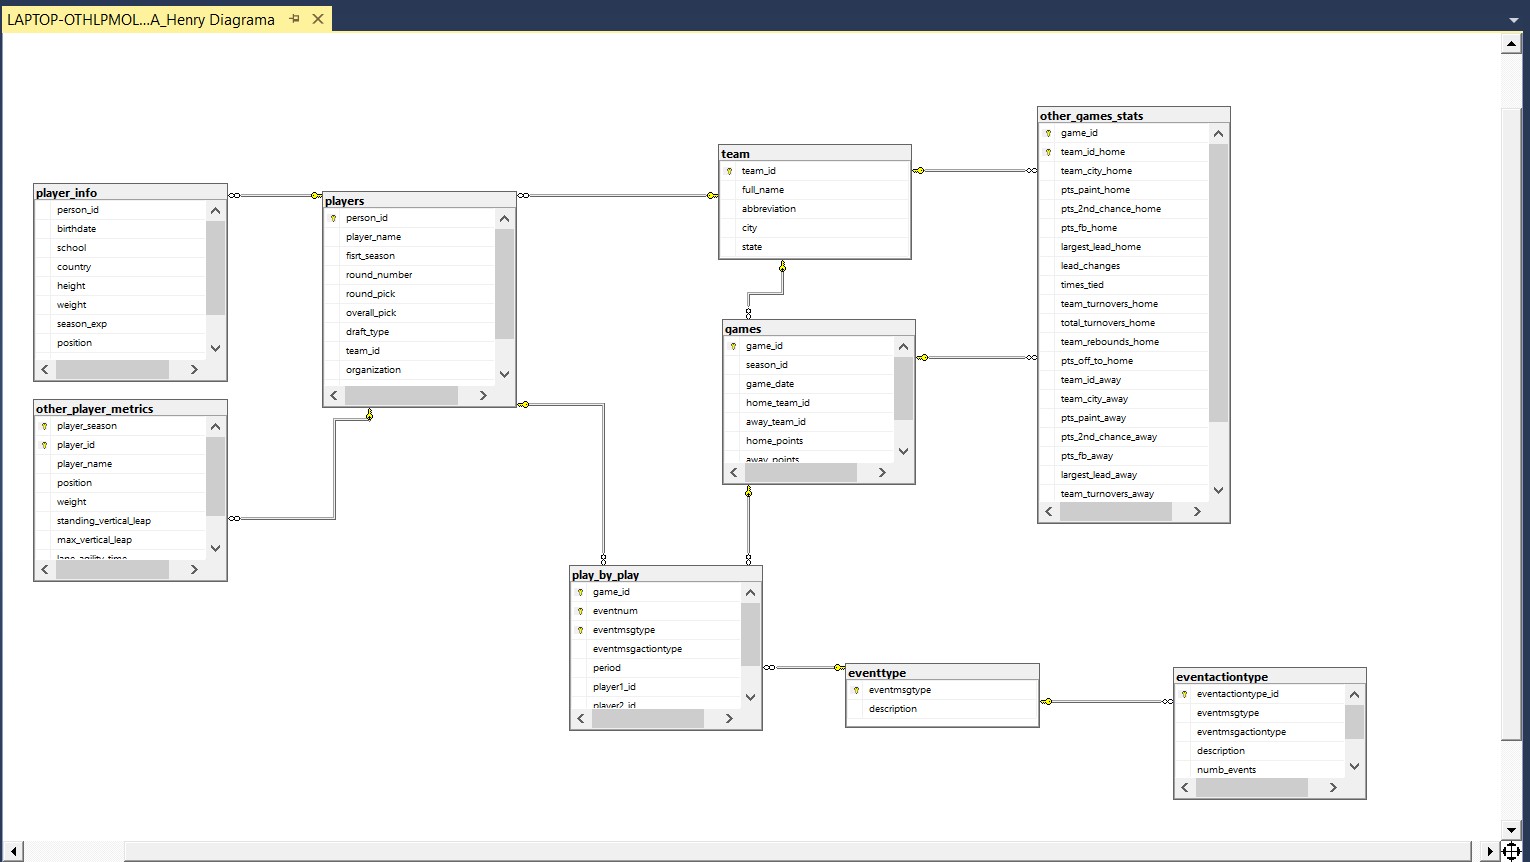 LAPTOP-OTHLPMOL...A_Henry Diagrama
player_info
person_id
birthdate
school
country
height
weight
season_exp
position
players
person_id
player_name
fisrt_season
round_number
round_pick
overall_pick
draft_type
team_id
organization
team
team_id
full_name
abbreviation
city
state
other_games_stats
game_id
team_id_home
team_city_home
pts_paint_home
pts_2nd_chance_home
pts_fb_home
largest_lead_home
lead_changes
times_tied
team_turnovers_home
total_turnovers_home
team_rebounds_home
pts_off_to_home
team_id_away
team_city_away
pts_paint_away
pts_2nd_chance_away
pts_fb_away
largest_lead_away
team_turnovers_away
games
game_id
season_id
game_date
home_team_id
away_team_id
home_points
away_points
other_player_metrics
player_season
player_id
player_name
position
weight
standing_vertical_leap
max_vertical_leap
lane_agility_time
play_by_play
game_id
eventnum
eventmsgtype
eventmsgactiontype
period
player1_id
player2_id
eventtype
eventmsgtype
description
eventactiontype
eventactiontype_id
eventmsgtype
eventmsgactiontype
description
numb_events